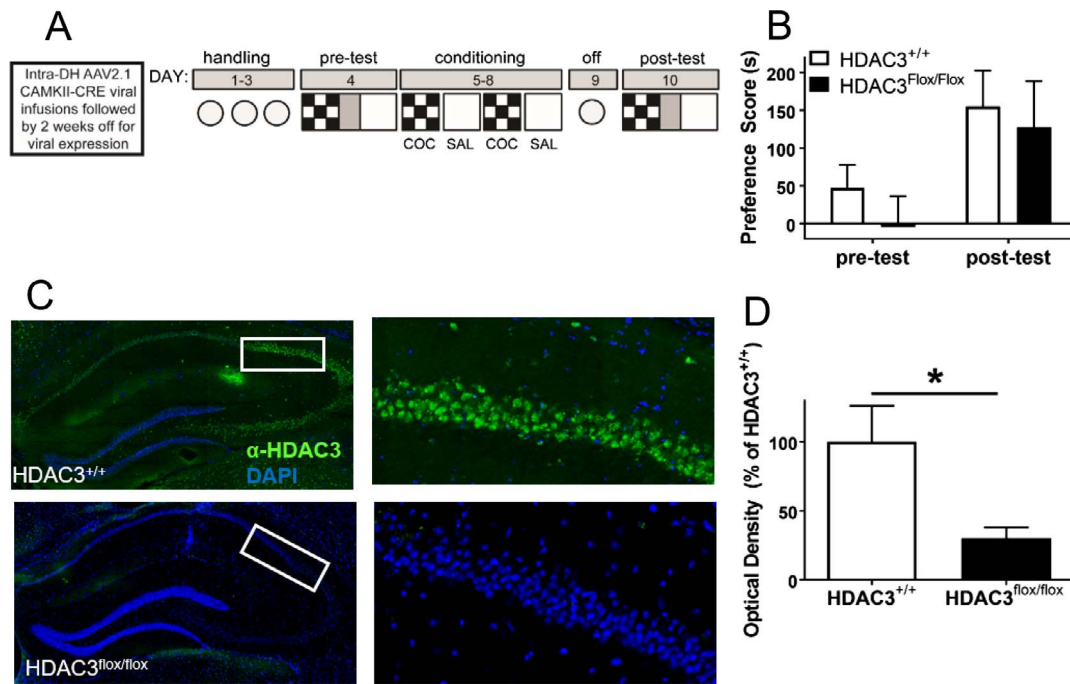 A
Intra-DH AAV2.1
CAMKII-CRE viral
infusions followed
by 2 weeks off for
viral expression
handling pre-test conditioning off post-test
DAY: 1-3 4 5-8 9 10
COC SAL COC SAL
B
HDAC3+/+
HDAC3Flox/Flox
Preference Score (s)
200
150
100
50
0
pre-test post-test
C
α-HDAC3
DAPI
HDAC3+/+
HDAC3flox/flox
D
Optical Density (% of HDAC3+/+)
*
100
50
0
HDAC3+/+ HDAC3flox/flox